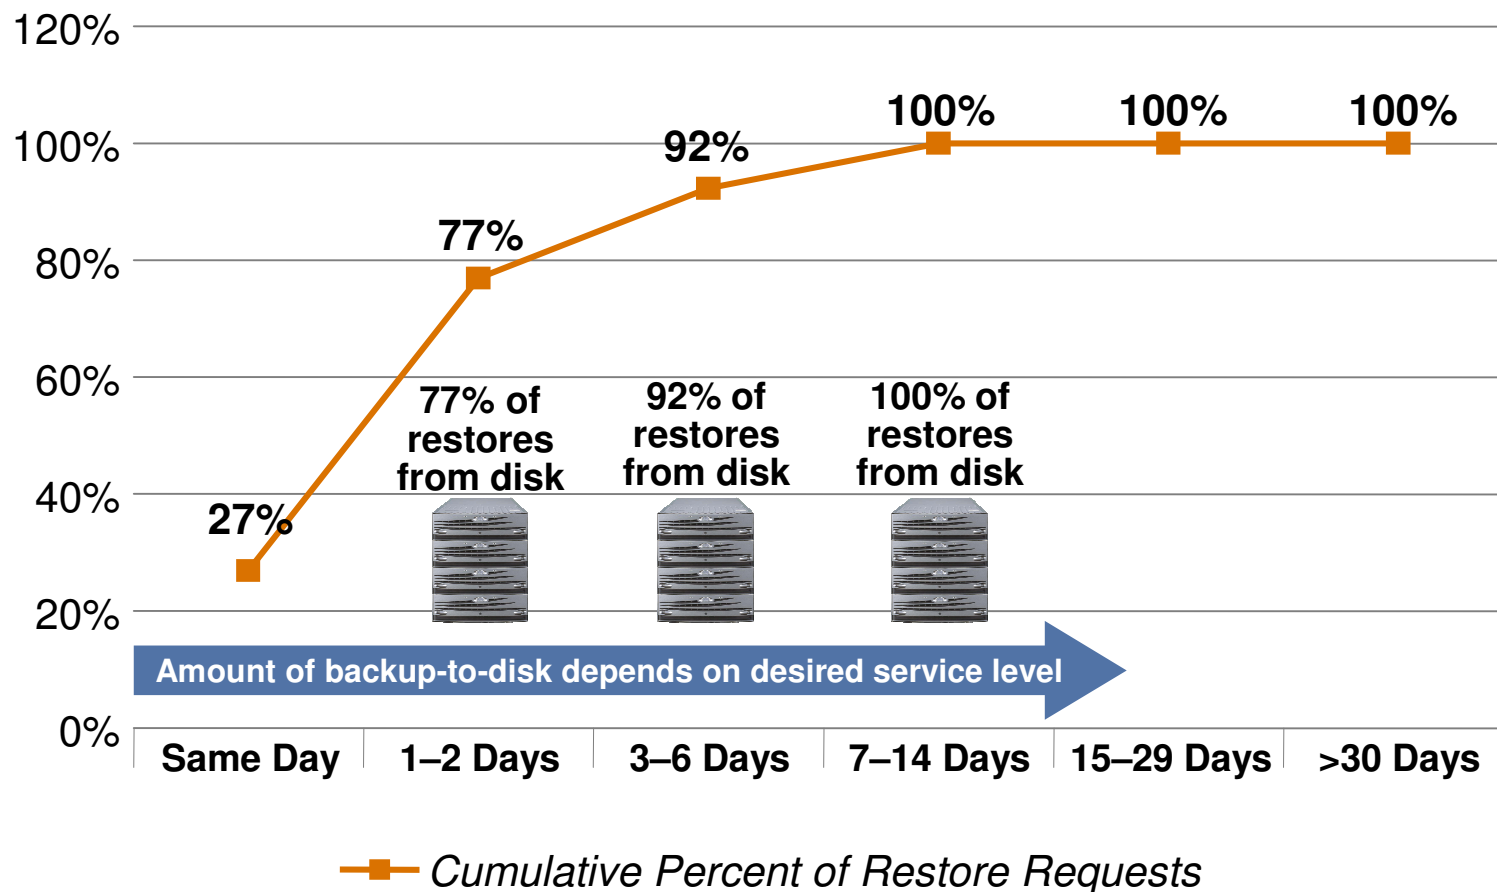 120%
100%
80%
60%
40%
20%
0%
27%
77%
92%
100%
100%
100%
77% of
restores
from disk
92% of
restores
from disk
100% of
restores
from disk
Amount of backup-to-disk depends on desired service level
Same Day
1–2 Days
3–6 Days
7–14 Days
15–29 Days
>30 Days
Cumulative Percent of Restore Requests